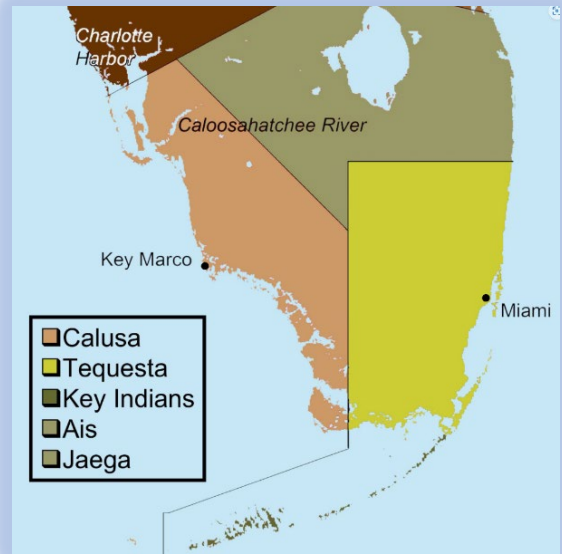 Charlotte
Harbor
Caloosahatchee River
Key Marco
Miami
Calusa
Tequesta
Key Indians
Ais
Jaega